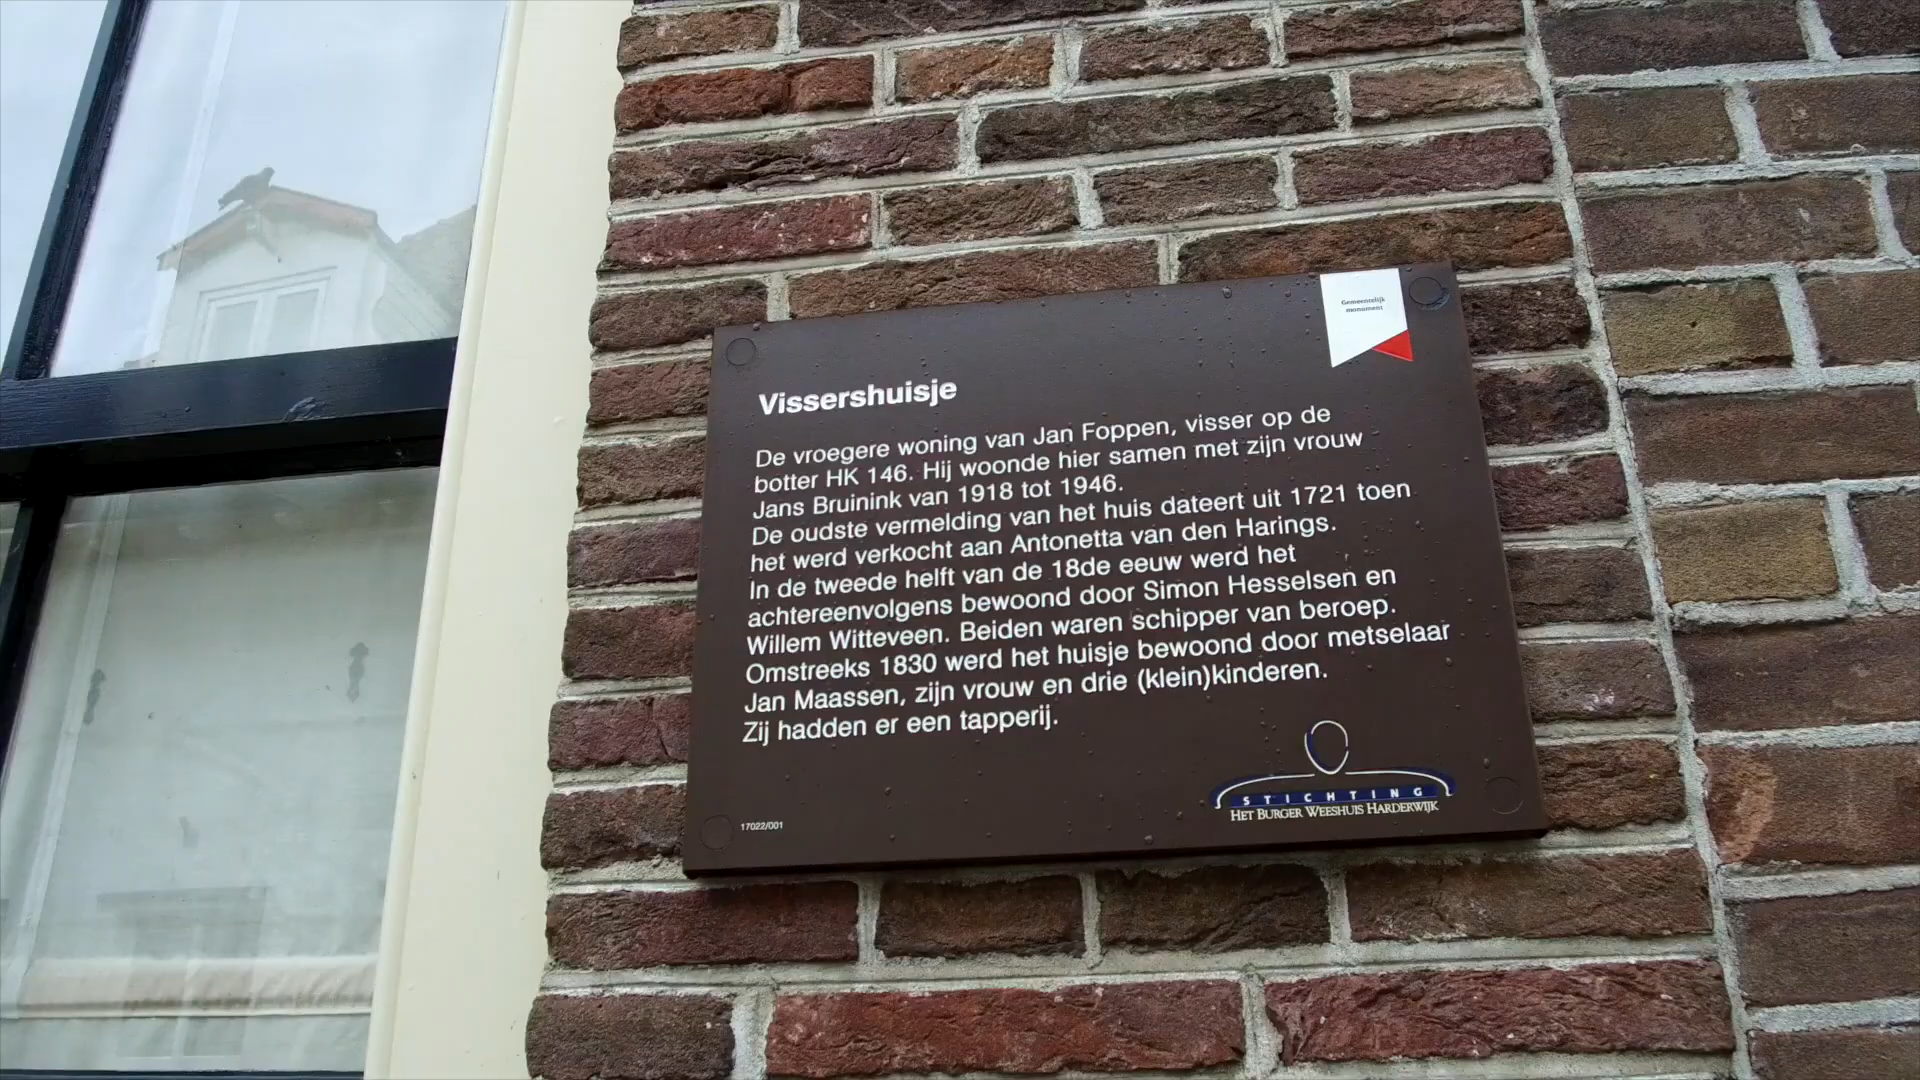 Gemeentelijk
monument
Vissershuisje
De vroegere woning van Jan Foppen, visser op de
botter HK 146. Hij woonde hier samen met zijn vrouw
Jans Bruinink van 1918 tot 1946.
De oudste vermelding van het huis dateert uit 1721 toen
het werd verkocht aan Antonetta van den Harings.
In de tweede helft van de 18de eeuw werd het
achtereenvolgens bewoond door Simon Hesselsen en
Willem Witteveen. Beiden waren schipper van beroep.
Omstreeks 1830 werd het huisje bewoond door metselaar
Jan Maassen, zijn vrouw en drie (klein)kinderen.
Zij hadden er een tapperij.
STICHTING
HET BURGER WEESHUIS HARDERWIJK
17022/001